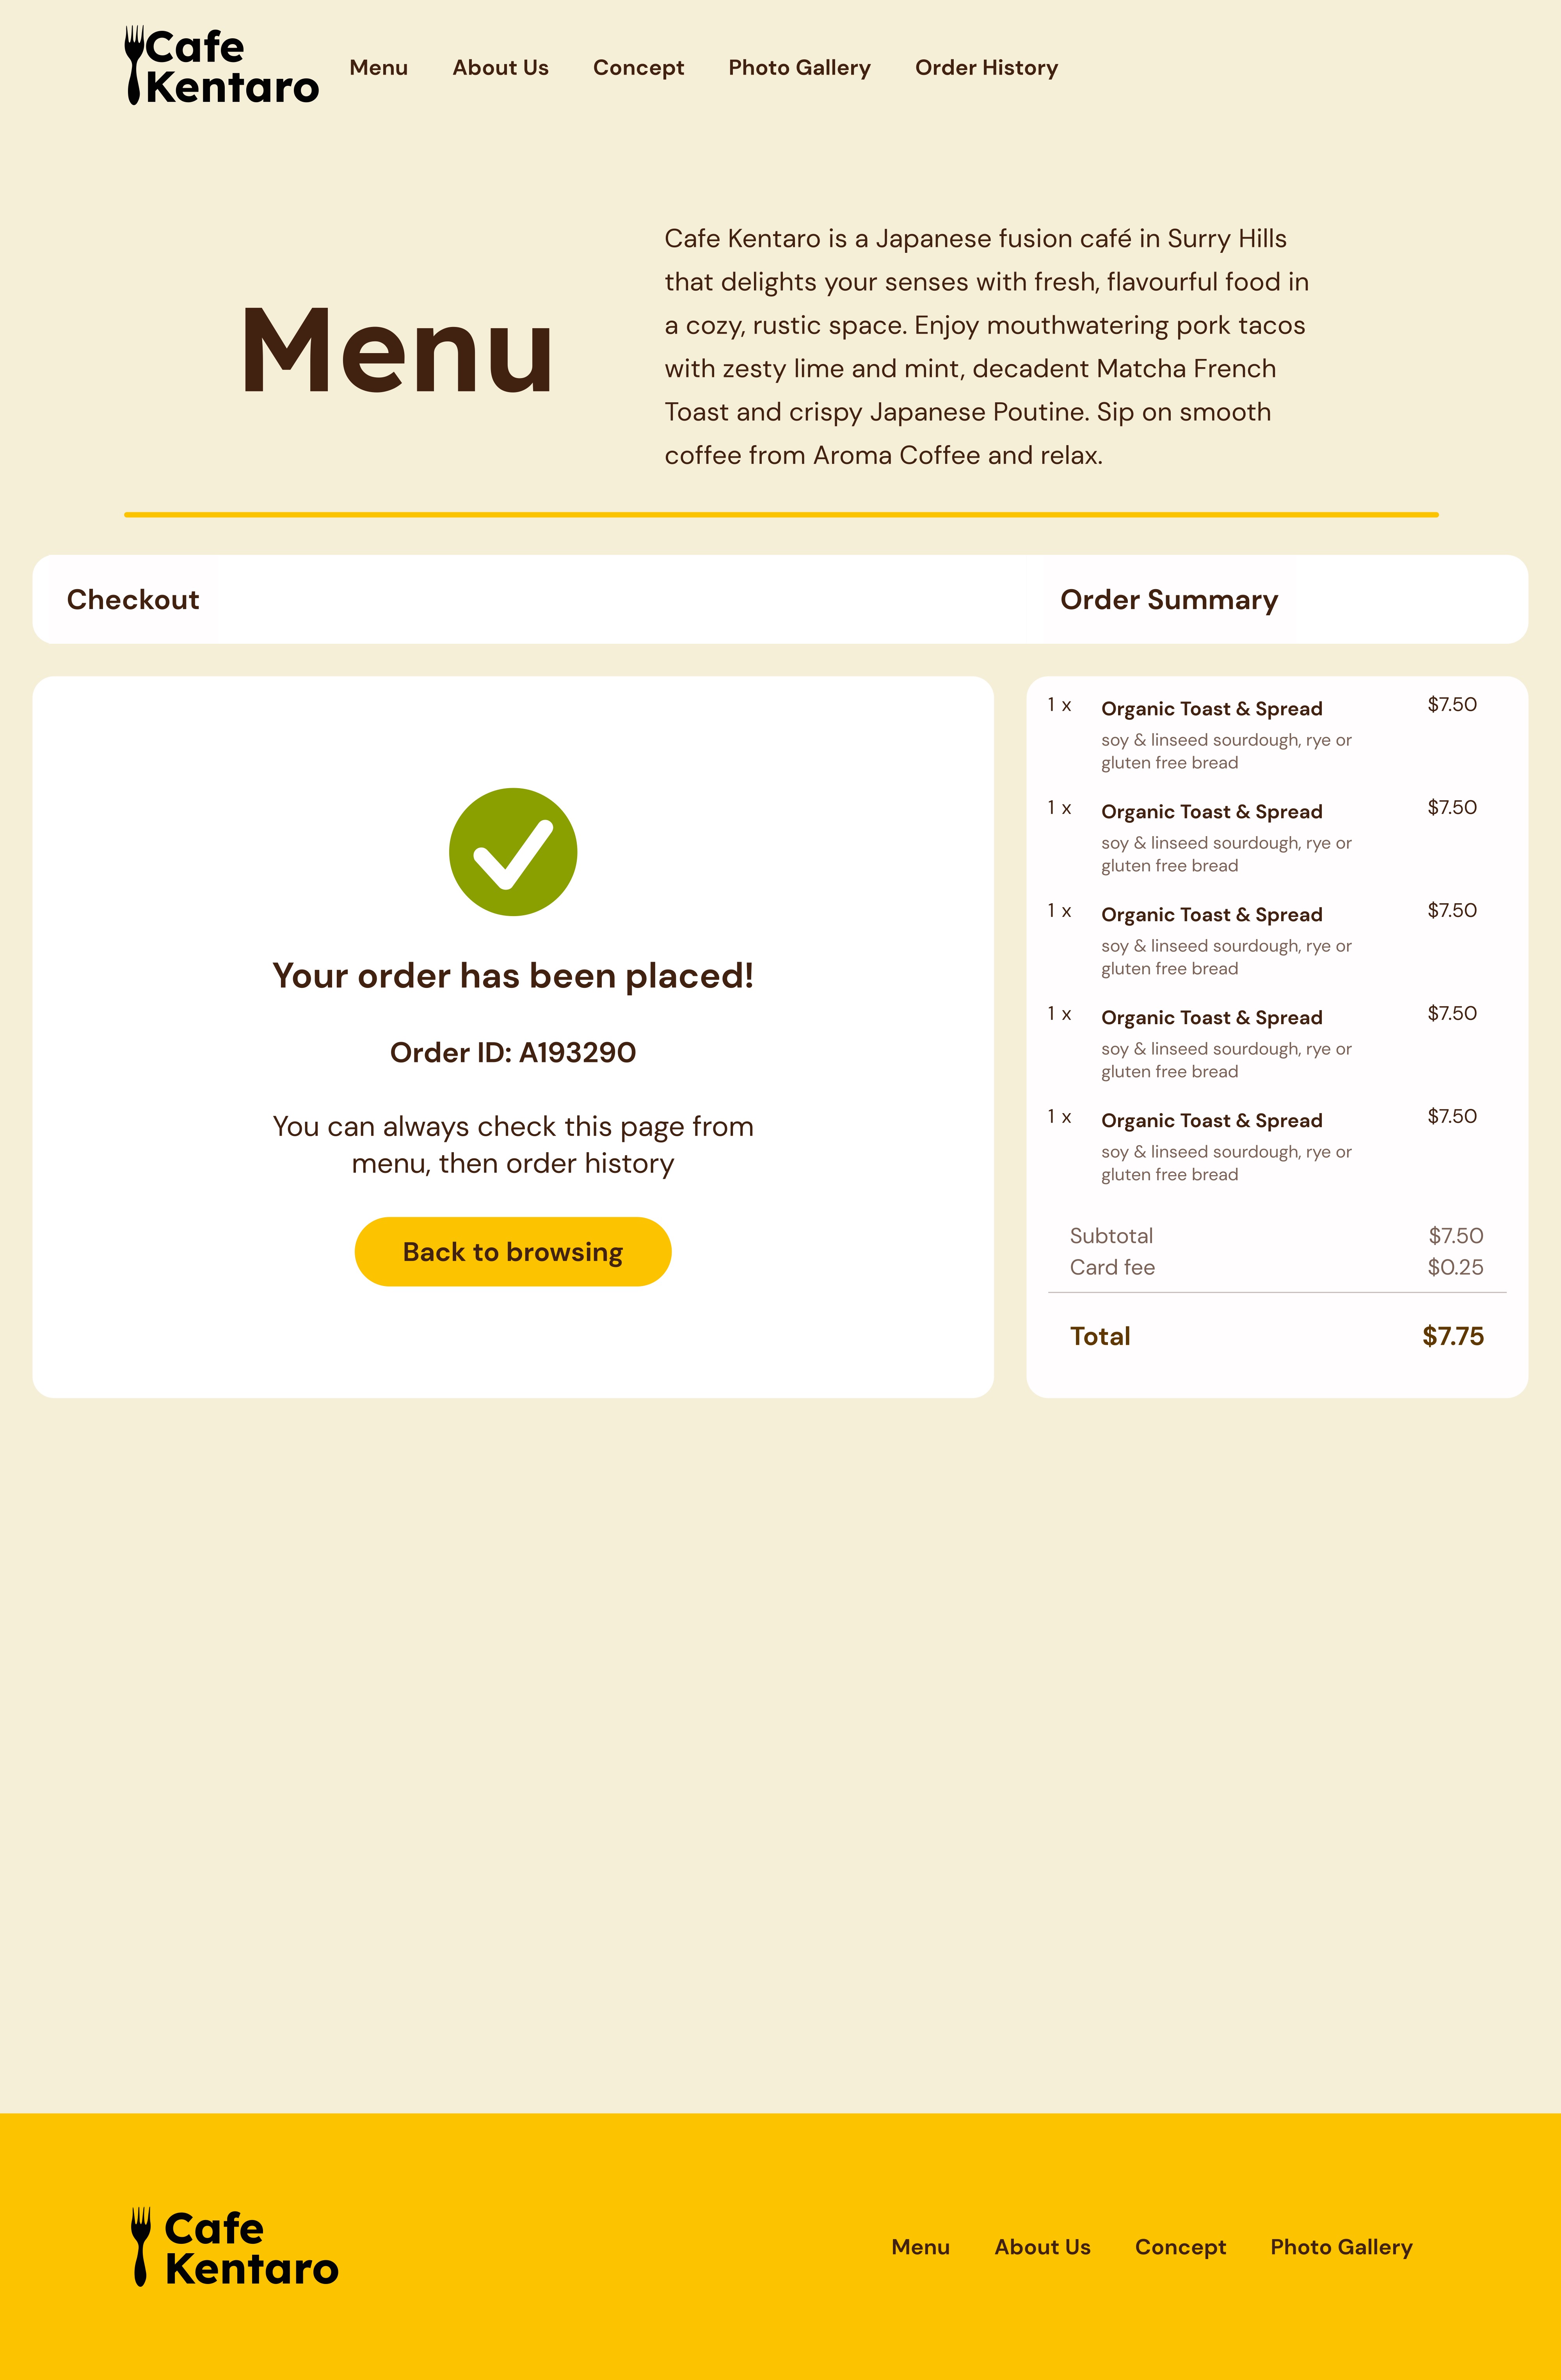 Cafe
Kentaro
Menu About Us Concept Photo Gallery Order History
Menu
Cafe Kentaro is a Japanese fusion café in Surry Hills
that delights your senses with fresh, flavourful food in
a cozy, rustic space. Enjoy mouthwatering pork tacos
with zesty lime and mint, decadent Matcha French
Toast and crispy Japanese Poutine. Sip on smooth
coffee from Aroma Coffee and relax.
Checkout
Order Summary
Your order has been placed!
Order ID: A193290
You can always check this page from
menu, then order history
Back to browsing
1 x Organic Toast & Spread $7.50
soy & linseed sourdough, rye or
gluten free bread
1 x Organic Toast & Spread $7.50
soy & linseed sourdough, rye or
gluten free bread
1 x Organic Toast & Spread $7.50
soy & linseed sourdough, rye or
gluten free bread
1 x Organic Toast & Spread $7.50
soy & linseed sourdough, rye or
gluten free bread
1 x Organic Toast & Spread $7.50
soy & linseed sourdough, rye or
gluten free bread
Subtotal $7.50
Card fee $0.25
Total $7.75
Cafe
Kentaro
Menu About Us Concept Photo Gallery